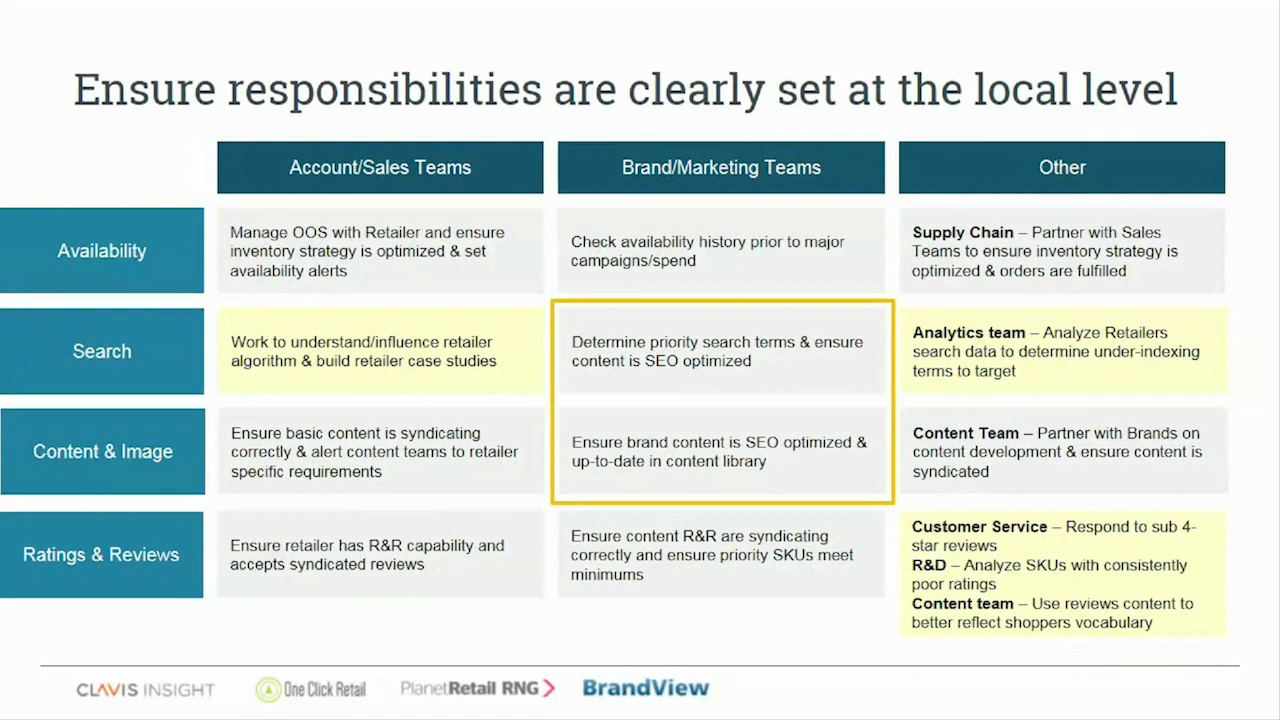 Ensure responsibilities are clearly set at the local level
Account/Sales Teams
Brand/Marketing Teams
Other
Availability
Manage OOS with Retailer and ensure
inventory strategy is optimized & set
availability alerts
Check availability history prior to major
campaigns/spend
Supply Chain – Partner with Sales
Teams to ensure inventory strategy is
optimized & orders are fulfilled
Search
Work to understand/influence retailer
algorithm & build retailer case studies
Determine priority search terms & ensure
content is SEO optimized
Analytics team – Analyze Retailers
search data to determine under-indexing
terms to target
Content & Image
Ensure basic content is syndicating
correctly & alert content teams to retailer
specific requirements
Ensure brand content is SEO optimized &
up-to-date in content library
Content Team – Partner with Brands on
content development & ensure content is
syndicated
Ratings & Reviews
Ensure retailer has R&R capability and
accepts syndicated reviews
Ensure content R&R are syndicating
correctly and ensure priority SKUs meet
minimums
Customer Service – Respond to sub 4-
star reviews
R&D – Analyze SKUs with consistently
poor ratings
Content team – Use reviews content to
better reflect shoppers vocabulary
CLAVIS INSIGHT
One Click Retail
PlanetRetail RNG
BrandView